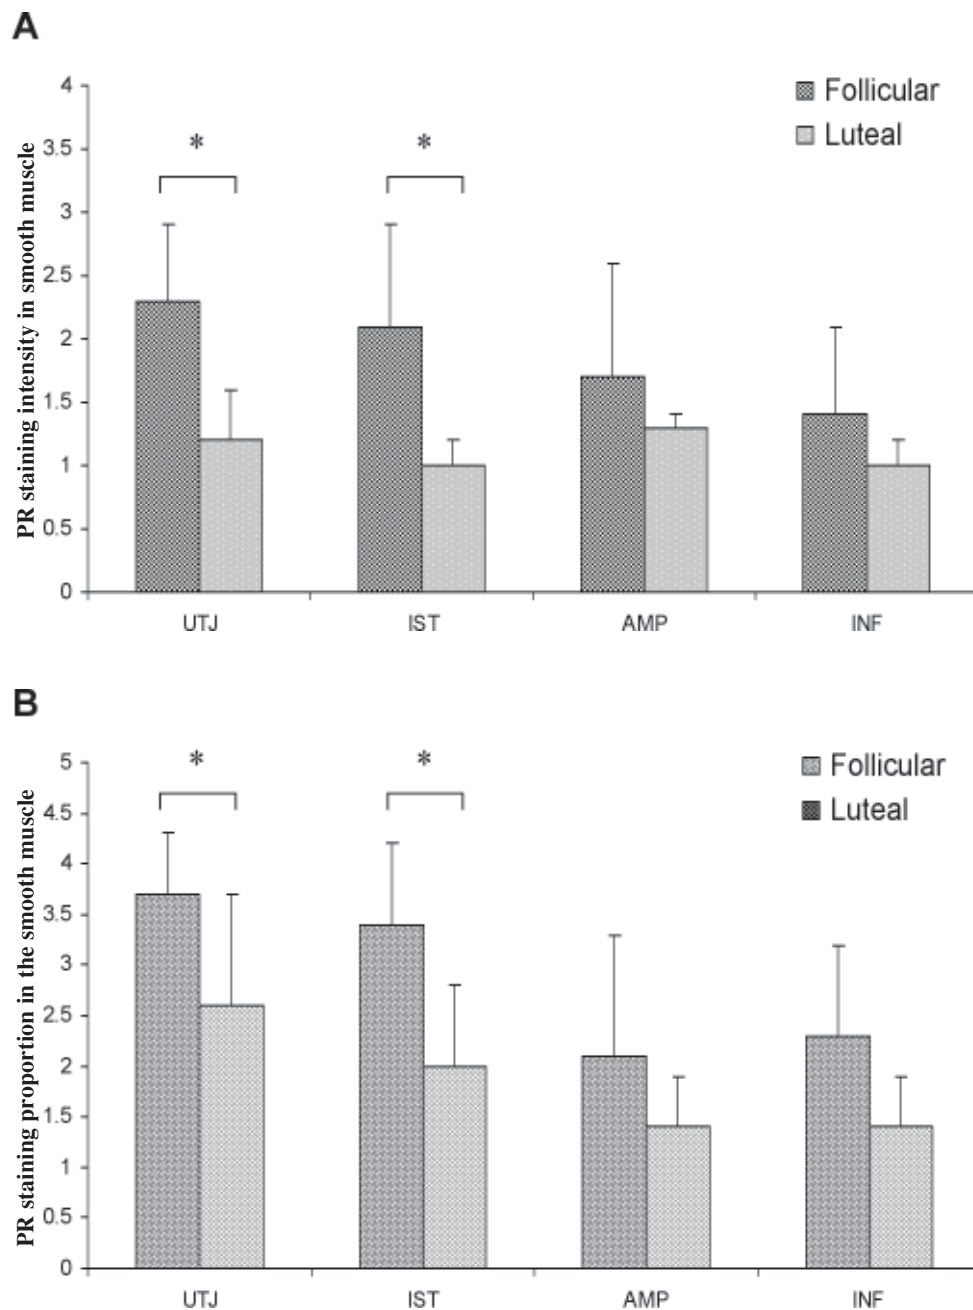 A
PR staining intensity in smooth muscle
4
3.5
3
2.5
2
1.5
1
0.5
0
Follicular
Luteal
*
*
UTJ
IST
AMP
INF
B
PR staining proportion in the smooth muscle
5
4.5
4
3.5
3
2.5
2
1.5
1
0.5
0
Follicular
Luteal
*
*
UTJ
IST
AMP
INF